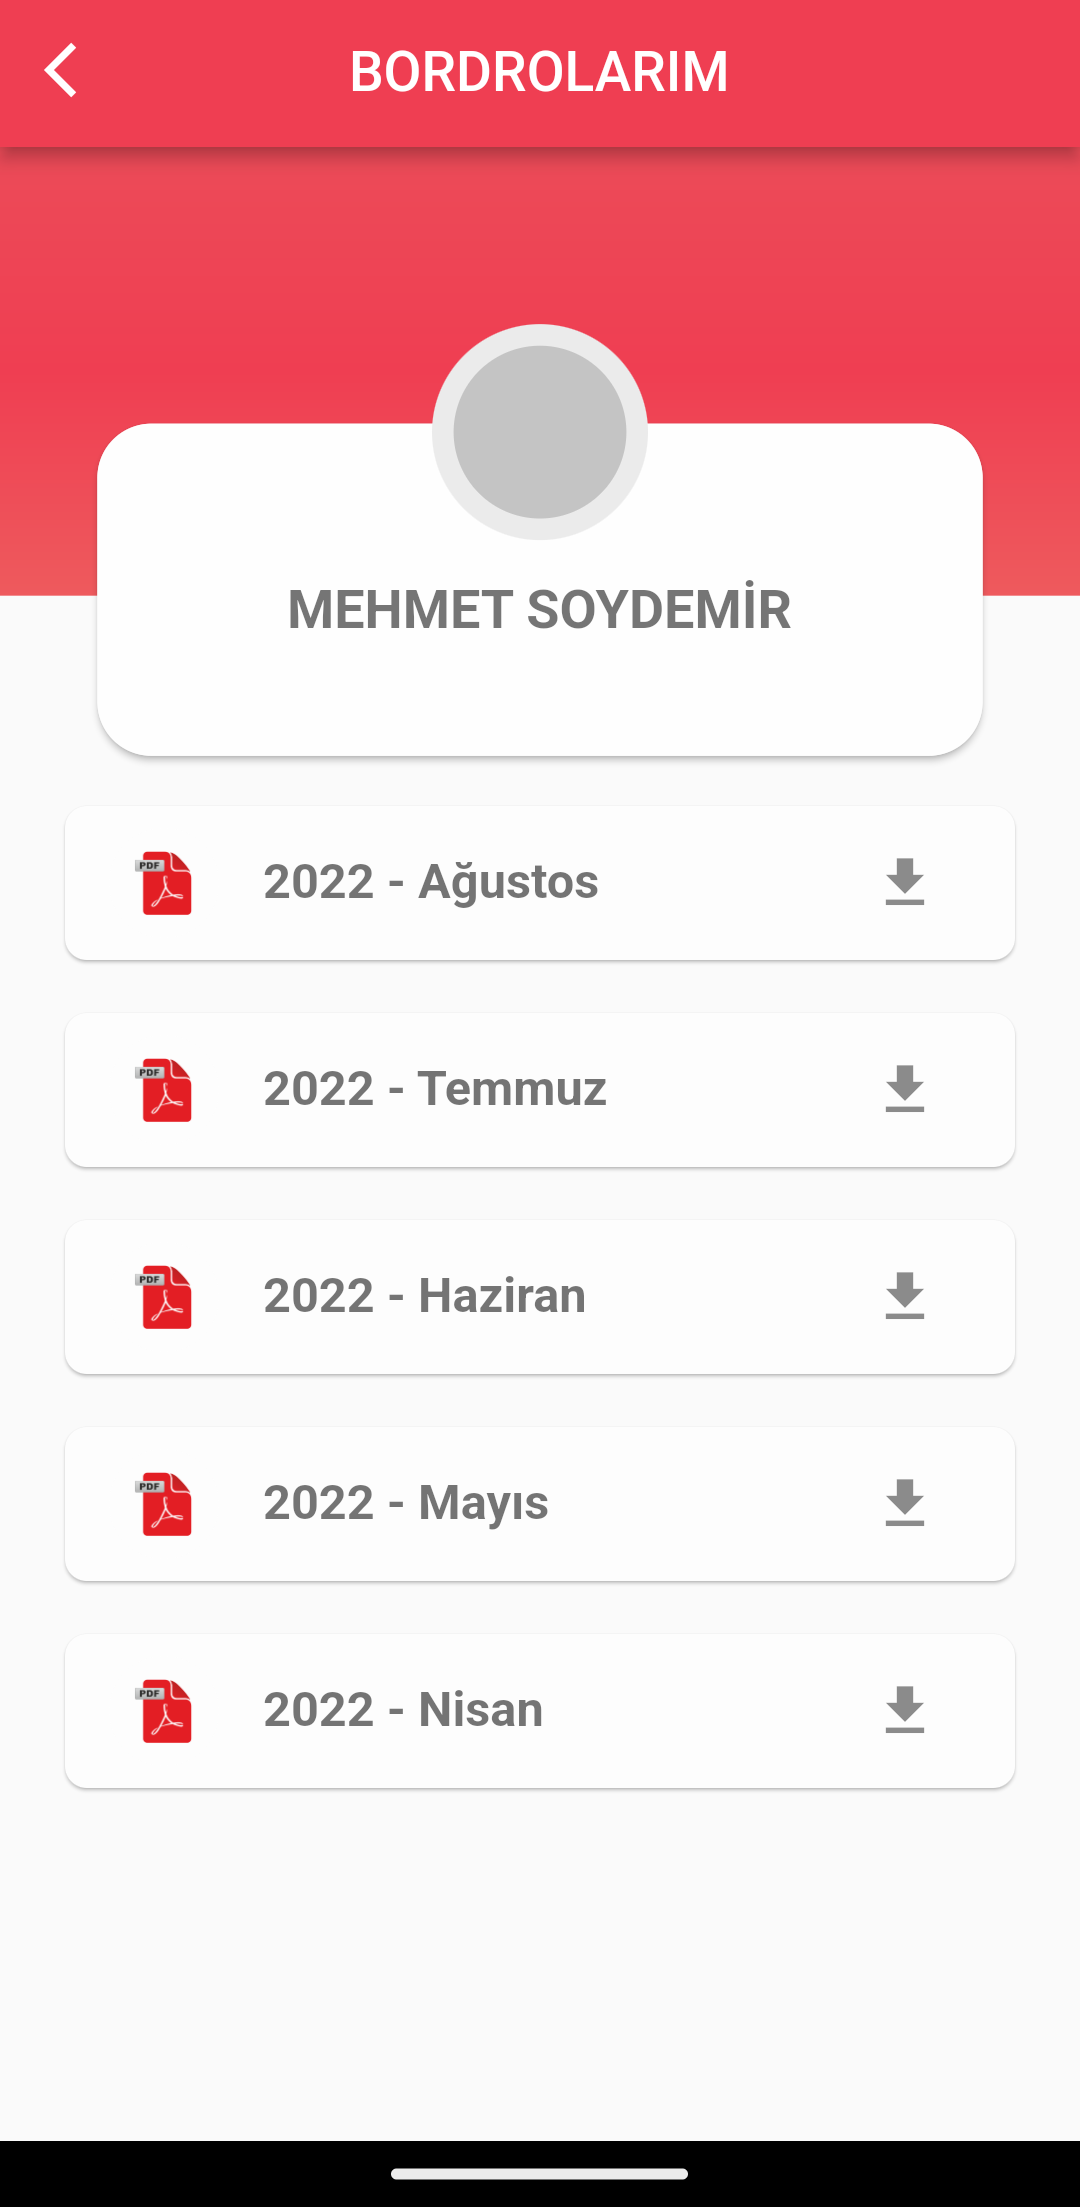 BORDROLARIM
MEHMET SOYDEMİR
PDF
2022 - Ağustos
PDF
2022 - Temmuz
PDF
2022 - Haziran
PDF
2022 - Mayıs
PDF
2022 - Nisan